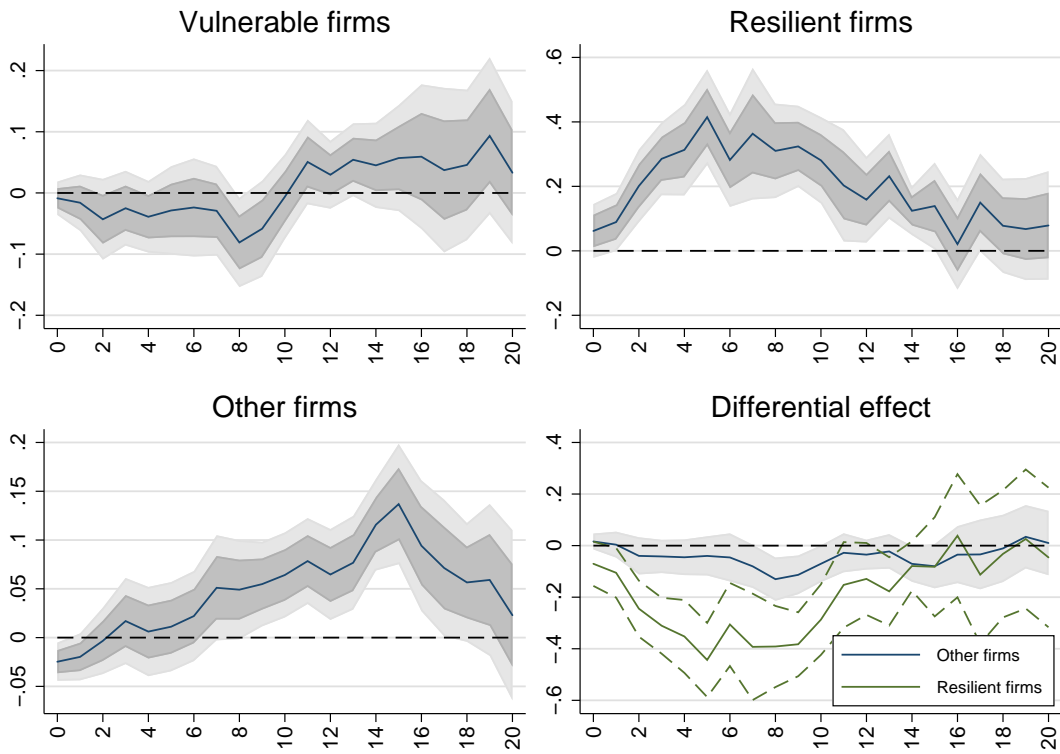 Vulnerable firms
.2
.1
0
-.1
-.2
0 2 4 6 8 10 12 14 16 18 20
Resilient firms
.6
.4
.2
0
-.2
0 2 4 6 8 10 12 14 16 18 20
Other firms
.2
.15
.1
.05
0
-.05
0 2 4 6 8 10 12 14 16 18 20
Differential effect
.4
.2
0
-.2
-.4
-.6
0 2 4 6 8 10 12 14 16 18 20
Other firms
Resilient firms